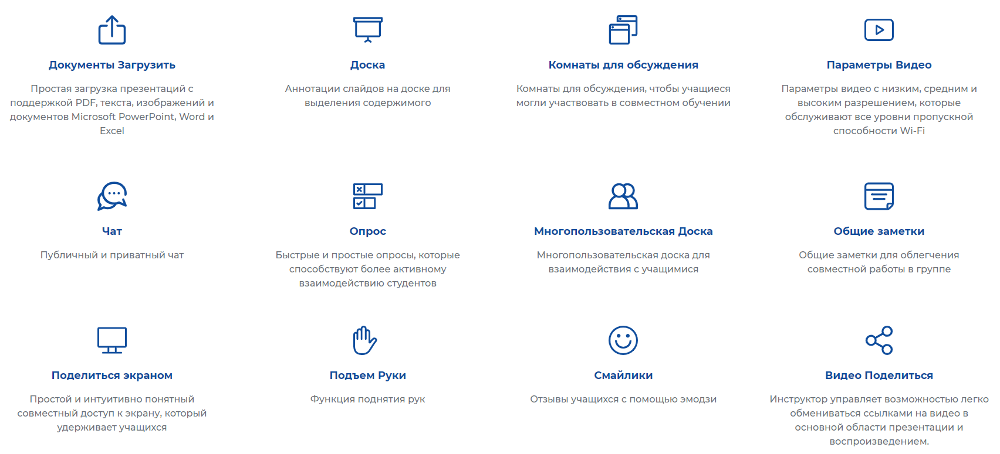 Документы Загрузить
Простая загрузка презентаций с
поддержкой PDF, текста, изображений и
документов Microsoft PowerPoint, Word и
Excel
Доска
Аннотации слайдов на доске для
выделения содержимого
Комнаты для обсуждения
Комнаты для обсуждения, чтобы учащиеся
могли участвовать в совместном обучении
Параметры Видео
Параметры видео с низким, средним и
высоким разрешением, которые
обслуживают все уровни пропускной
способности Wi-Fi
Чат
Публичный и приватный чат
Опрос
Быстрые и простые опросы, которые
способствуют более активному
взаимодействию студентов
Многопользовательская Доска
Многопользовательская доска для
взаимодействия с учащимися
Общие заметки
Общие заметки для облегчения
совместной работы в группе
Поделиться экраном
Простой и интуитивно понятный
совместный доступ к экрану, который
удерживает учащихся
Подъем Руки
Функция поднятия рук
Смайлики
Отзывы учащихся с помощью эмодзи
Видео Поделиться
Инструктор управляет возможностью легко
обмениваться ссылками на видео в
основной области презентации и
воспроизведением.